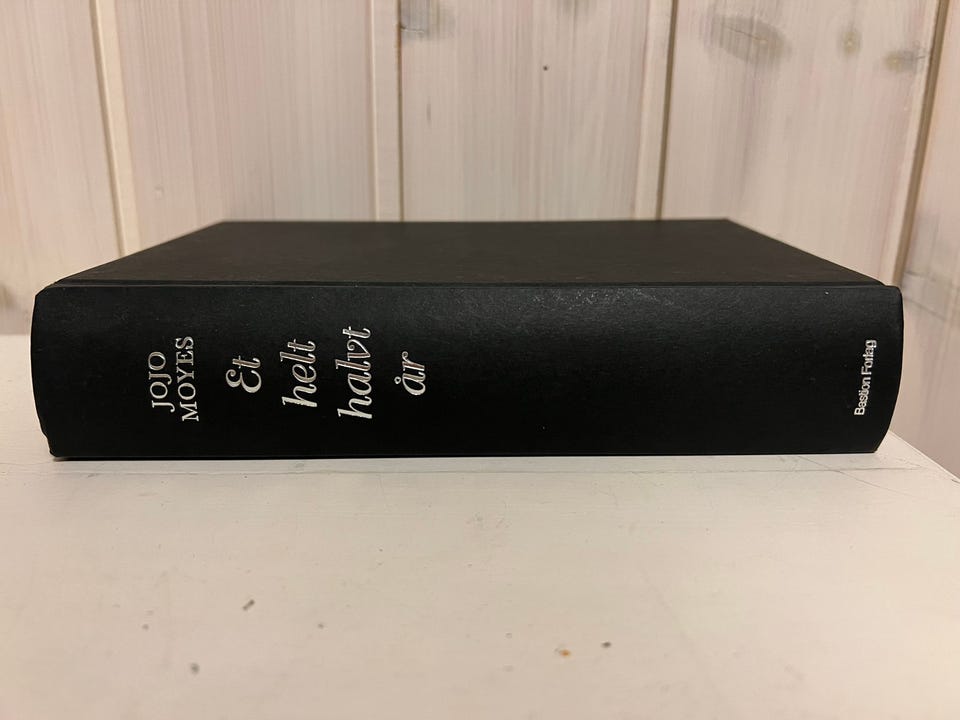 JOJO
MOYES
Et
helt
halvt
år
Bastion Forlag